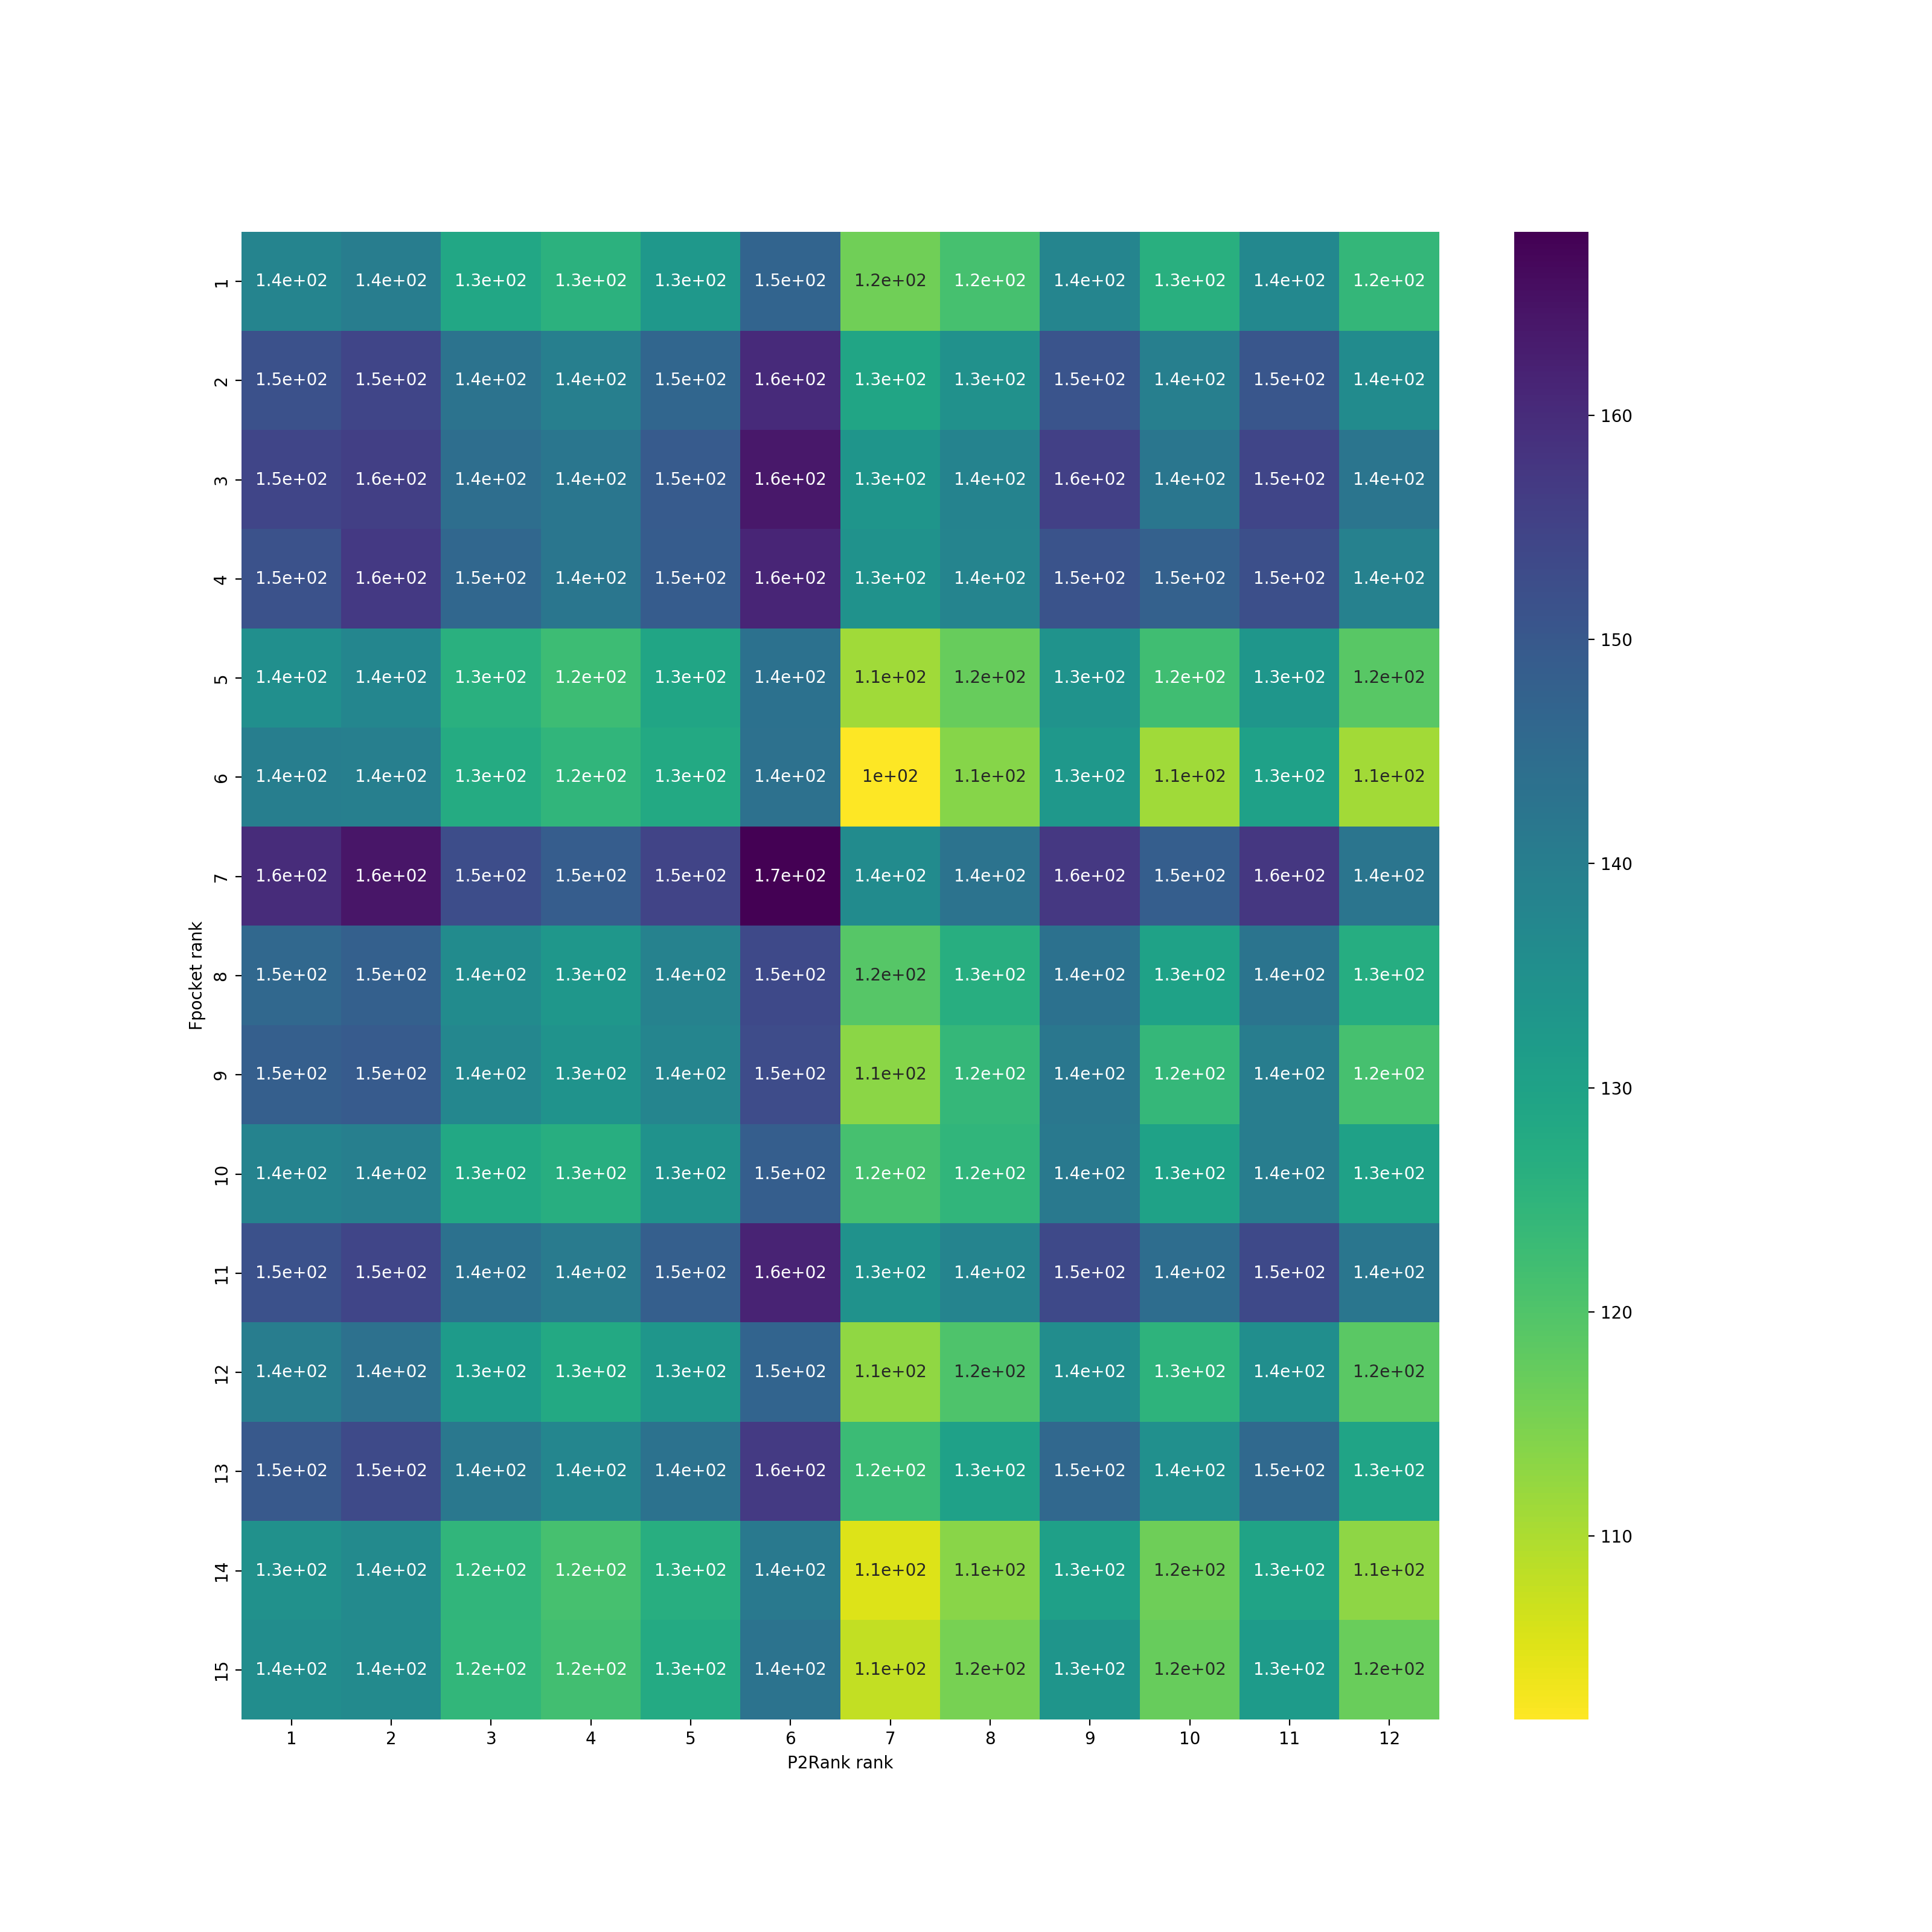 1 1.4e+02 1.4e+02 1.3e+02 1.3e+02 1.3e+02 1.5e+02 1.2e+02 1.2e+02 1.4e+02 1.3e+02 1.4e+02 1.2e+02
2 1.5e+02 1.5e+02 1.4e+02 1.4e+02 1.5e+02 1.6e+02 1.3e+02 1.3e+02 1.5e+02 1.4e+02 1.5e+02 1.4e+02
3 1.5e+02 1.6e+02 1.4e+02 1.4e+02 1.5e+02 1.6e+02 1.3e+02 1.4e+02 1.6e+02 1.4e+02 1.5e+02 1.4e+02
4 1.5e+02 1.6e+02 1.5e+02 1.4e+02 1.5e+02 1.6e+02 1.3e+02 1.4e+02 1.5e+02 1.5e+02 1.5e+02 1.4e+02
5 1.4e+02 1.4e+02 1.3e+02 1.2e+02 1.3e+02 1.4e+02 1.1e+02 1.2e+02 1.3e+02 1.2e+02 1.3e+02 1.2e+02
6 1.4e+02 1.4e+02 1.3e+02 1.2e+02 1.3e+02 1.4e+02 1e+02 1.1e+02 1.3e+02 1.1e+02 1.3e+02 1.1e+02
7 1.6e+02 1.6e+02 1.5e+02 1.5e+02 1.5e+02 1.7e+02 1.4e+02 1.4e+02 1.6e+02 1.5e+02 1.6e+02 1.4e+02
8 1.5e+02 1.5e+02 1.4e+02 1.3e+02 1.4e+02 1.5e+02 1.2e+02 1.3e+02 1.4e+02 1.3e+02 1.4e+02 1.3e+02
9 1.5e+02 1.5e+02 1.4e+02 1.3e+02 1.4e+02 1.5e+02 1.1e+02 1.2e+02 1.4e+02 1.2e+02 1.4e+02 1.2e+02
10 1.4e+02 1.4e+02 1.3e+02 1.3e+02 1.3e+02 1.5e+02 1.2e+02 1.2e+02 1.4e+02 1.3e+02 1.4e+02 1.3e+02
11 1.5e+02 1.5e+02 1.4e+02 1.4e+02 1.5e+02 1.6e+02 1.3e+02 1.4e+02 1.5e+02 1.4e+02 1.5e+02 1.4e+02
12 1.4e+02 1.4e+02 1.3e+02 1.3e+02 1.3e+02 1.5e+02 1.1e+02 1.2e+02 1.4e+02 1.3e+02 1.4e+02 1.2e+02
13 1.5e+02 1.5e+02 1.4e+02 1.4e+02 1.4e+02 1.6e+02 1.2e+02 1.3e+02 1.5e+02 1.4e+02 1.5e+02 1.3e+02
14 1.3e+02 1.4e+02 1.2e+02 1.2e+02 1.3e+02 1.4e+02 1.1e+02 1.1e+02 1.3e+02 1.2e+02 1.3e+02 1.1e+02
15 1.4e+02 1.4e+02 1.2e+02 1.2e+02 1.3e+02 1.4e+02 1.1e+02 1.2e+02 1.3e+02 1.2e+02 1.3e+02 1.2e+02
1 2 3 4 5 6 7 8 9 10 11 12
P2Rank rank
Fpocket rank
160
150
140
130
120
110